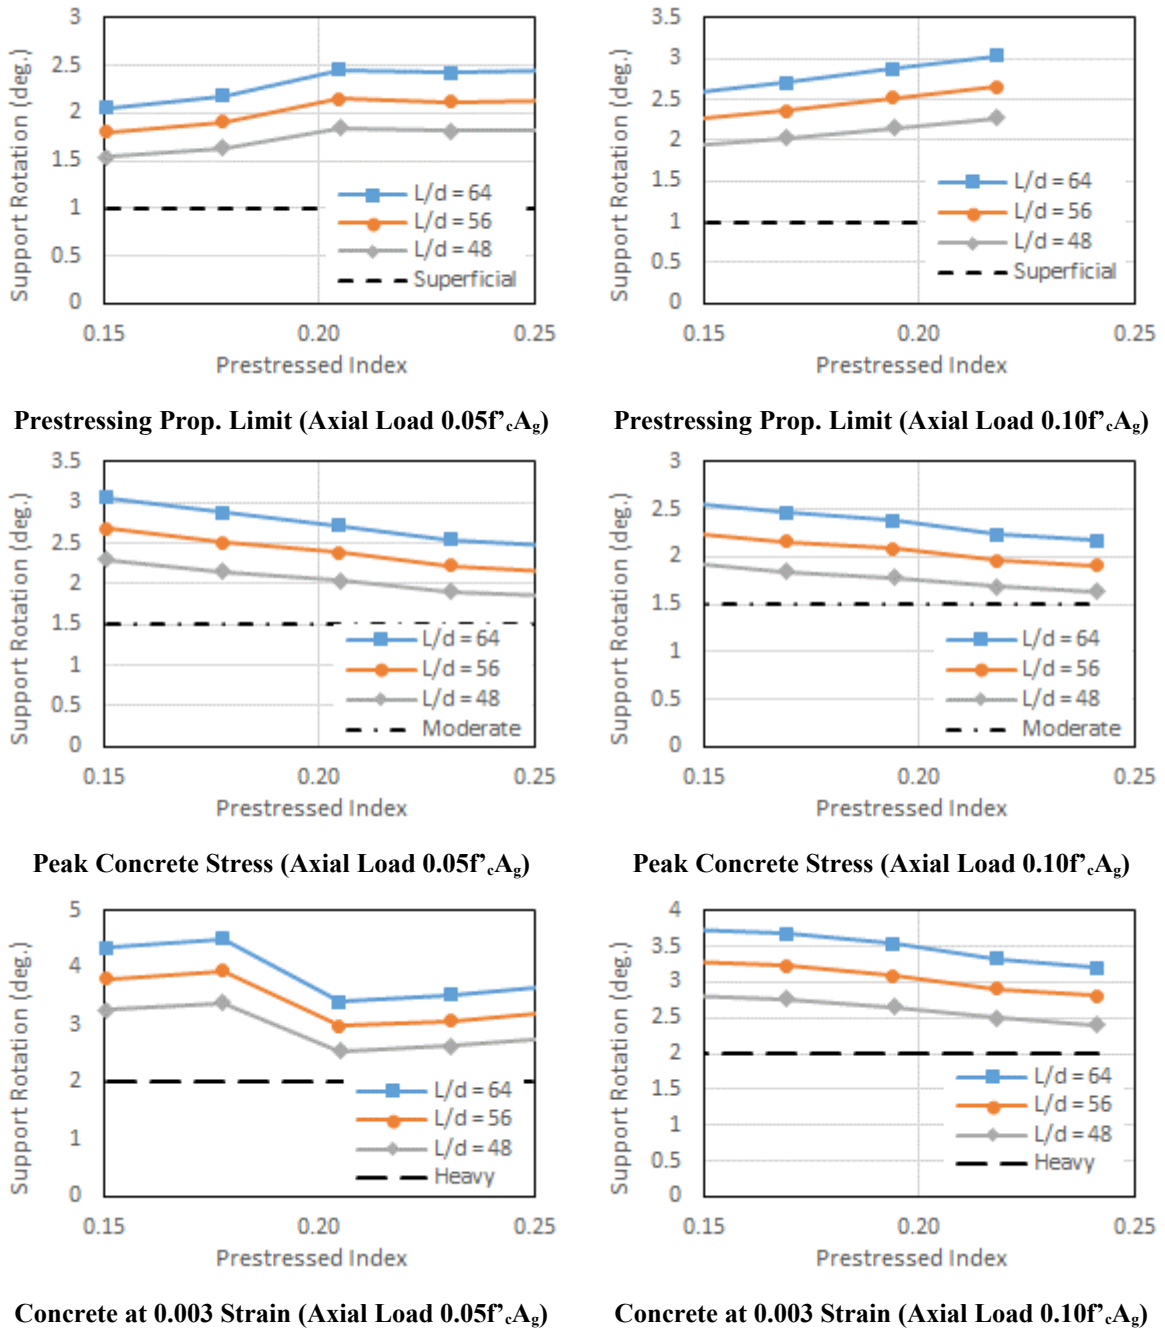 3
2.5
2
1.5
1
0.5
0
Support Rotation (deg.)
L/d = 64
L/d = 56
L/d = 48
Superficial
0.15 0.20 0.25
Prestressed Index
Prestressing Prop. Limit (Axial Load 0.05f’cAg)
3.5
3
2.5
2
1.5
1
0.5
0
Support Rotation (deg.)
L/d = 64
L/d = 56
L/d = 48
Superficial
0.15 0.20 0.25
Prestressed Index
Prestressing Prop. Limit (Axial Load 0.10f’cAg)
3.5
3
2.5
2
1.5
1
0.5
0
Support Rotation (deg.)
L/d = 64
L/d = 56
L/d = 48
Moderate
0.15 0.20 0.25
Prestressed Index
Peak Concrete Stress (Axial Load 0.05f’cAg)
3
2.5
2
1.5
1
0.5
0
Support Rotation (deg.)
L/d = 64
L/d = 56
L/d = 48
Moderate
0.15 0.20 0.25
Prestressed Index
Peak Concrete Stress (Axial Load 0.10f’cAg)
5
4
3
2
1
0
Support Rotation (deg.)
L/d = 64
L/d = 56
L/d = 48
Heavy
0.15 0.20 0.25
Prestressed Index
Concrete at 0.003 Strain (Axial Load 0.05f’cAg)
4
3.5
3
2.5
2
1.5
1
0.5
0
Support Rotation (deg.)
L/d = 64
L/d = 56
L/d = 48
Heavy
0.15 0.20 0.25
Prestressed Index
Concrete at 0.003 Strain (Axial Load 0.10f’cAg)